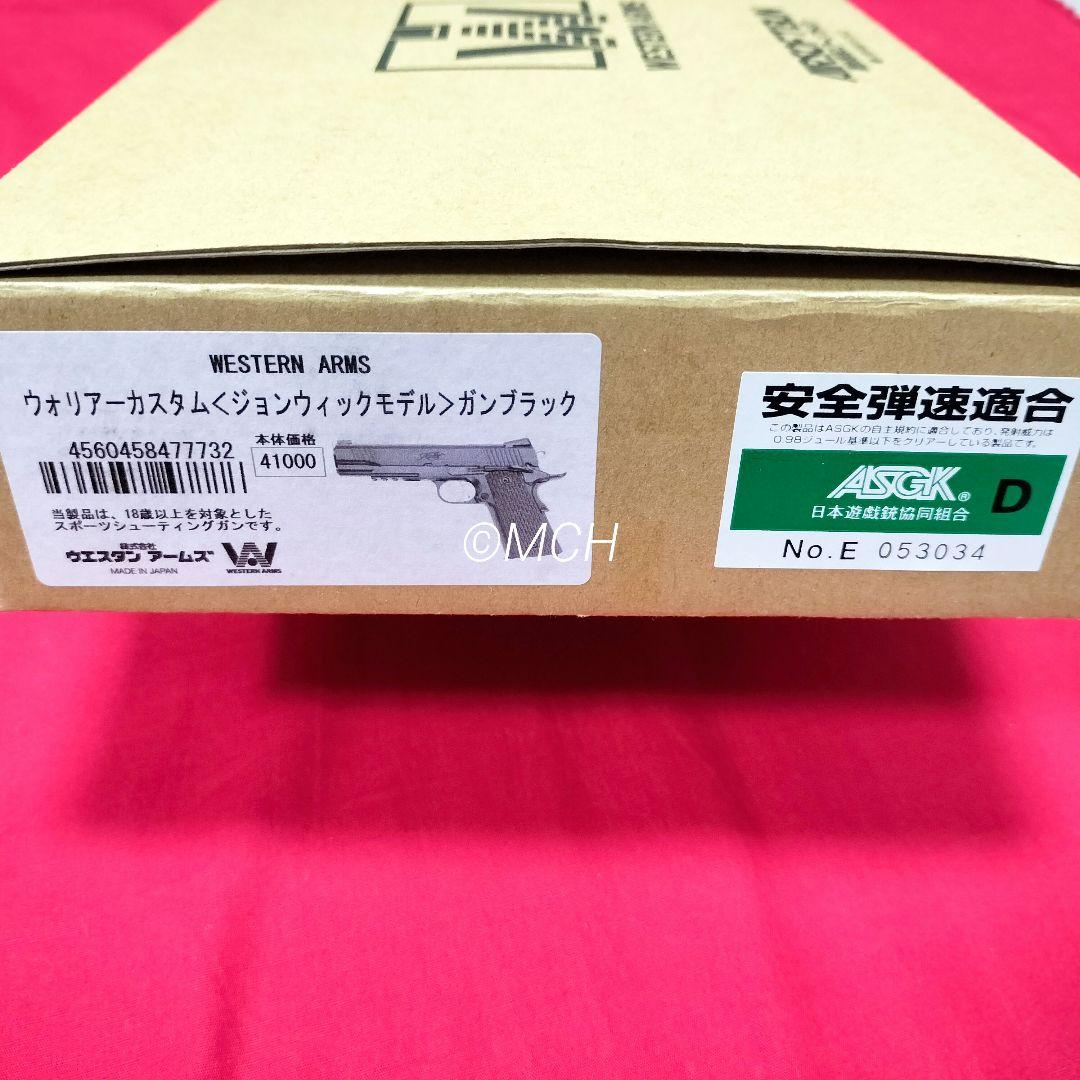 WESTERN ARMS
WESTERN ARMS
ウォリアーカスタム<ジョンウィックモデル>ガンブラック
4560458477732
本体価格
41000
当製品は、18歳以上を対象とした
スポーツシューティングガンです。
株式会社
ウエスタン アームズ
MADE IN JAPAN
WESTERN ARMS
©MCH
安全弾速適合
この製品はASGKの自主規約に適合しており、発射威力は
0.98ジュール基準以下をクリアーしている製品です。
ASGK®
D
日本遊戯銃協同組合
No.E 053034